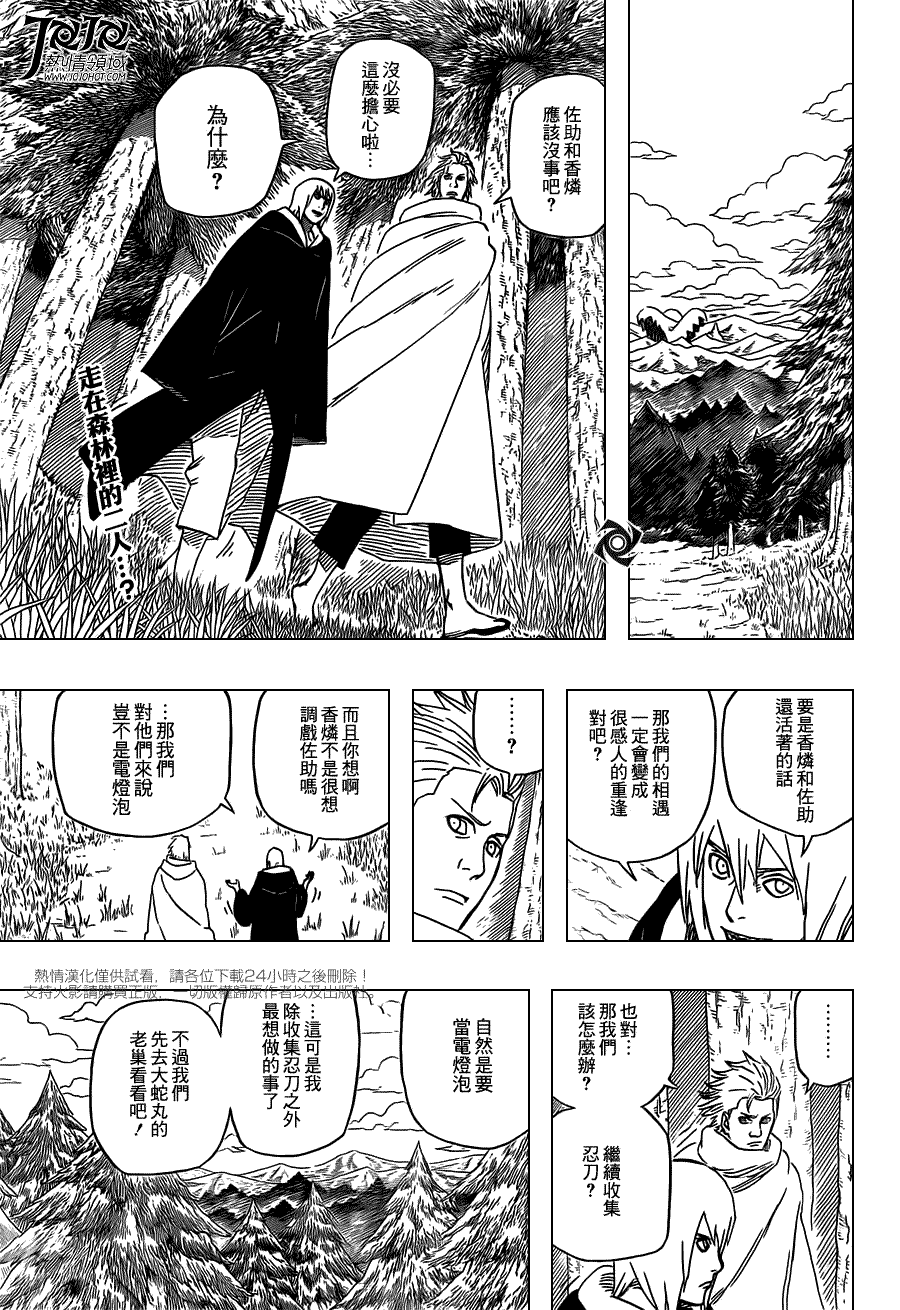 JOJO
熱情領域
WWW.JOJOHOT.COM
佐助和香燐
應該沒事吧？
沒必要
這麼擔心啦…
為什麼？
走在森林裡的二人…？
要是香燐和佐助
還活著的話
那我們的相遇
一定會變成
很感人的重逢
對吧？
………？
而且你想啊
香燐不是很想
調戲佐助嗎
…那我們
對他們來說
豈不是電燈泡
熱情漢化僅供試看，請各位下載24小時之後刪除！
支持火影請購買正版，一切版權歸原作者以及出版社。
………
也對…
那我們
該怎麼辦？
繼續收集
忍刀？
自然是要
當電燈泡
…這可是我
除收集忍刀之外
最想做的事了
不過我們
先去大蛇丸的
老巢看看吧！